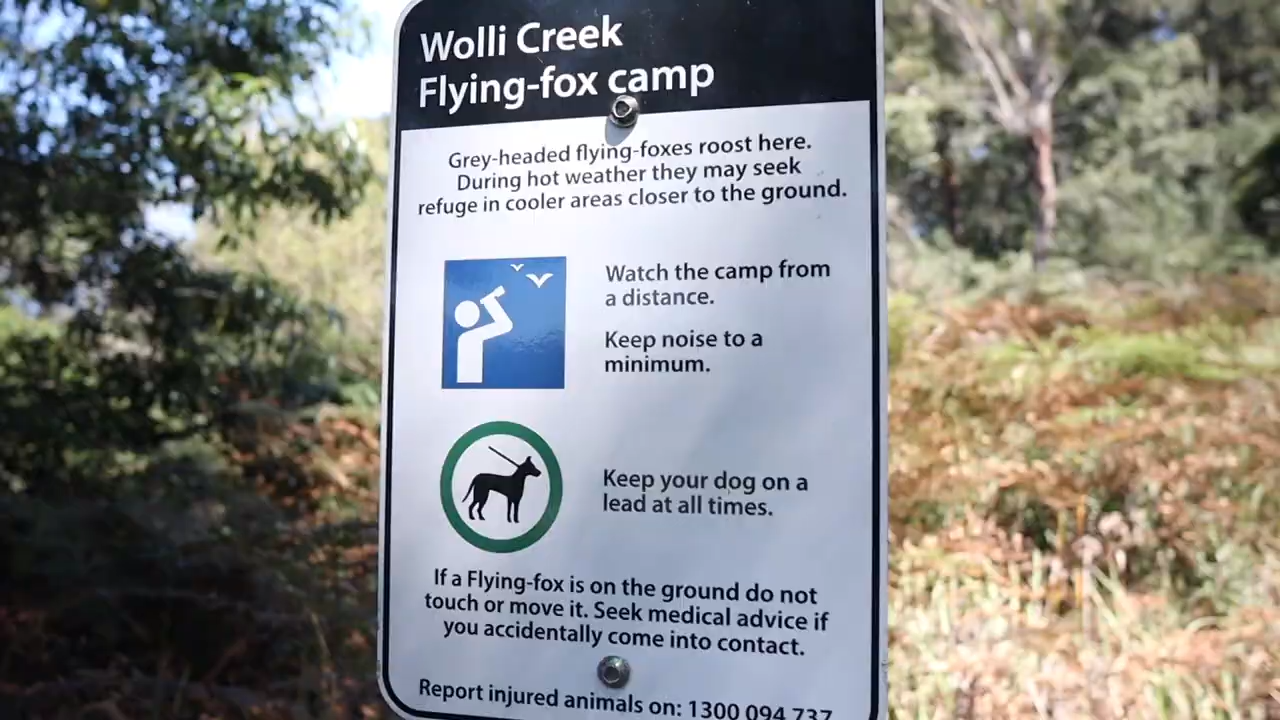 Wolli Creek
Flying-fox camp
Grey-headed flying-foxes roost here.
During hot weather they may seek
refuge in cooler areas closer to the ground.
Watch the camp from
a distance.
Keep noise to a
minimum.
Keep your dog on a
lead at all times.
If a Flying-fox is on the ground do not
touch or move it. Seek medical advice if
you accidentally come into contact.
Report injured animals on: 1300 094 737